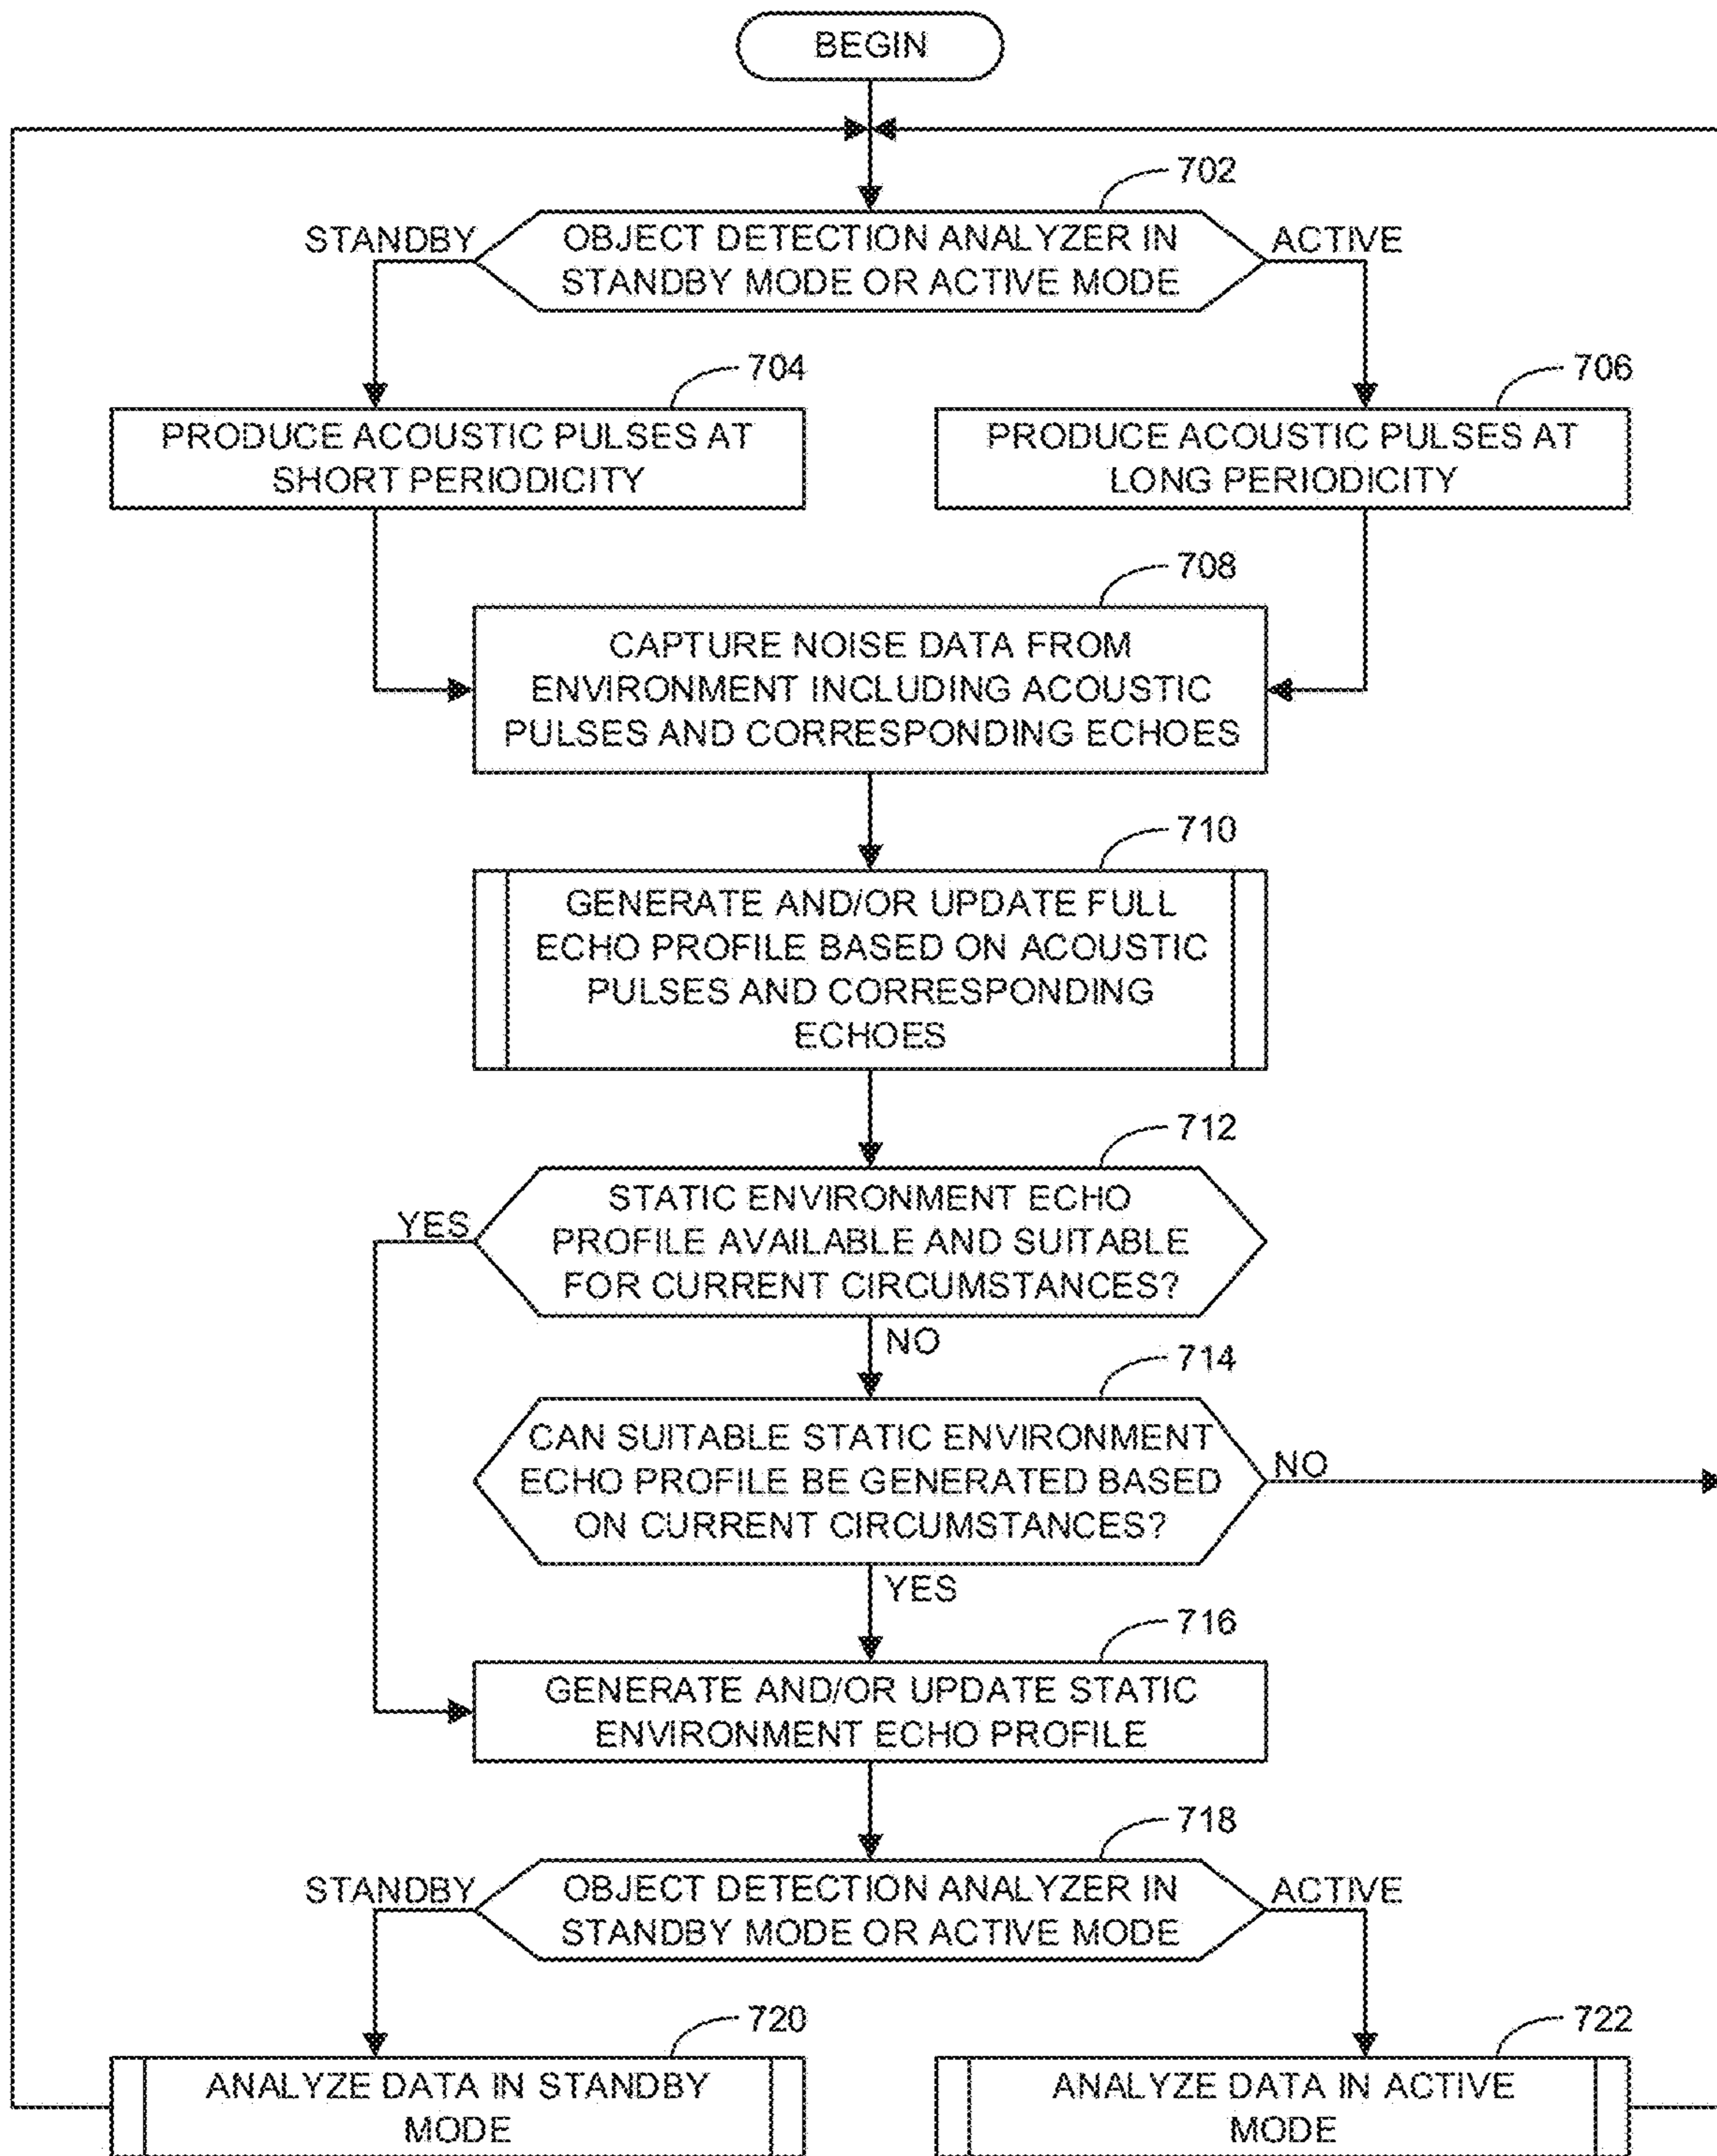 BEGIN
702
STANDBY
OBJECT DETECTION ANALYZER IN
STANDBY MODE OR ACTIVE MODE
ACTIVE
704
706
PRODUCE ACOUSTIC PULSES AT
SHORT PERIODICITY
PRODUCE ACOUSTIC PULSES AT
LONG PERIODICITY
708
CAPTURE NOISE DATA FROM
ENVIRONMENT INCLUDING ACOUSTIC
PULSES AND CORRESPONDING ECHOES
710
GENERATE AND/OR UPDATE FULL
ECHO PROFILE BASED ON ACOUSTIC
PULSES AND CORRESPONDING
ECHOES
712
YES
STATIC ENVIRONMENT ECHO
PROFILE AVAILABLE AND SUITABLE
FOR CURRENT CIRCUMSTANCES?
NO
714
CAN SUITABLE STATIC ENVIRONMENT
ECHO PROFILE BE GENERATED BASED
ON CURRENT CIRCUMSTANCES?
NO
YES
716
GENERATE AND/OR UPDATE STATIC
ENVIRONMENT ECHO PROFILE
718
STANDBY
OBJECT DETECTION ANALYZER IN
STANDBY MODE OR ACTIVE MODE
ACTIVE
720
722
ANALYZE DATA IN STANDBY
MODE
ANALYZE DATA IN ACTIVE
MODE